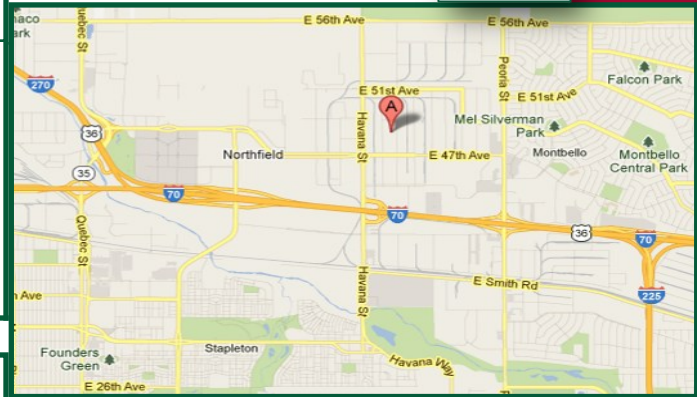 E 56th Ave
E 56th Ave
Quebec St
270
Peoria St
Falcon Park
E 51st Ave
E 51st Ave
A
Mel Silverman
Park
36
Havana St
Northfield
E 47th Ave
Montbello
Montbello
Central Park
35
70
70
36
70
Quebec St
E Smith Rd
225
Havana St
Ave
Founders
Green
Stapleton
Havana Way
E 26th Ave